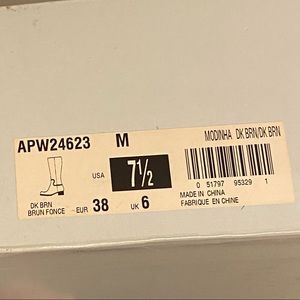 APW24623 M MODINHA DK BRN/DK BRN
USA 7½
DK BRN
BRUN FONCE EUR 38 UK 6
0 51797 95329 1
MADE IN CHINA
FABRIQUE EN CHINE